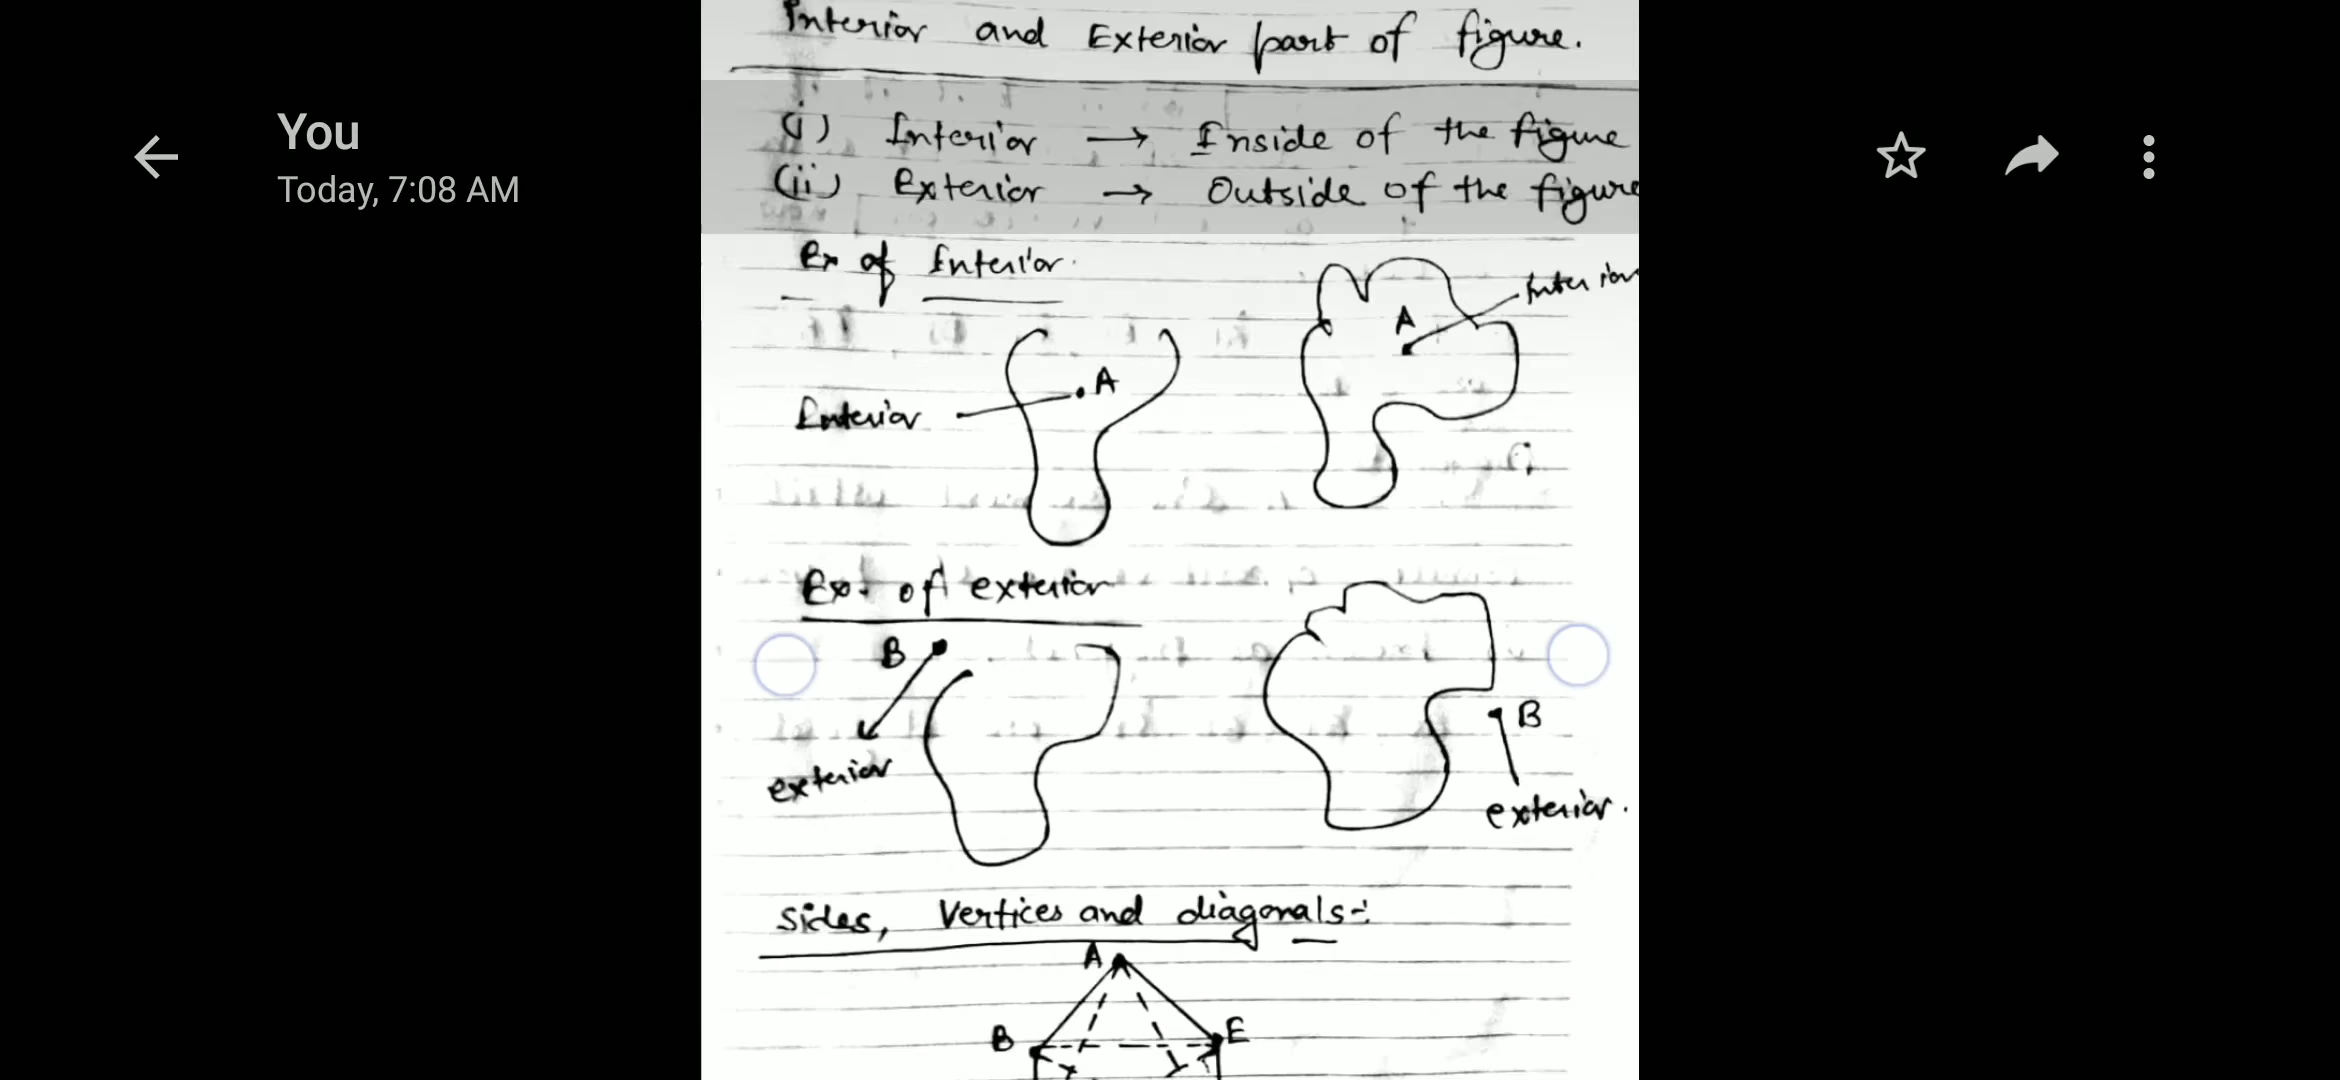 You
Today, 7:08 AM
Interior and Exterior part of figure.
(i) Interior → Inside of the figure
(ii) Exterior → Outside of the figure
Ex of Interior
Interior
A
A
Interior
Ex. of exterior
B
exterior
B
exterior.
Sides, Vertices and diagonals:-
A
B
E